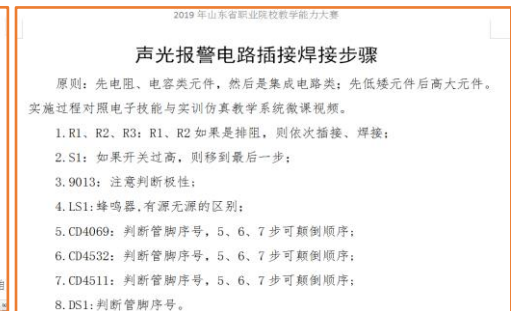 2019 年山东省职业院校教学能力大赛
声光报警电路插接焊接步骤
原则：先电阻、电容类元件，然后是集成电路类；先低矮元件后高大元件。
实施过程对照电子技能与实训仿真教学系统微课视频。
1.R1、R2、R3：R1、R2 如果是排阻，则依次插接、焊接；
2.S1：如果开关过高，则移到最后一步；
3.9013：注意判断极性；
4.LS1:蜂鸣器,有源无源的区别；
5.CD4069：判断管脚序号，5、6、7 步可颠倒顺序；
6.CD4532：判断管脚序号，5、6、7 步可颠倒顺序；
7.CD4511：判断管脚序号，5、6、7 步可颠倒顺序；
8.DS1:判断管脚序号。